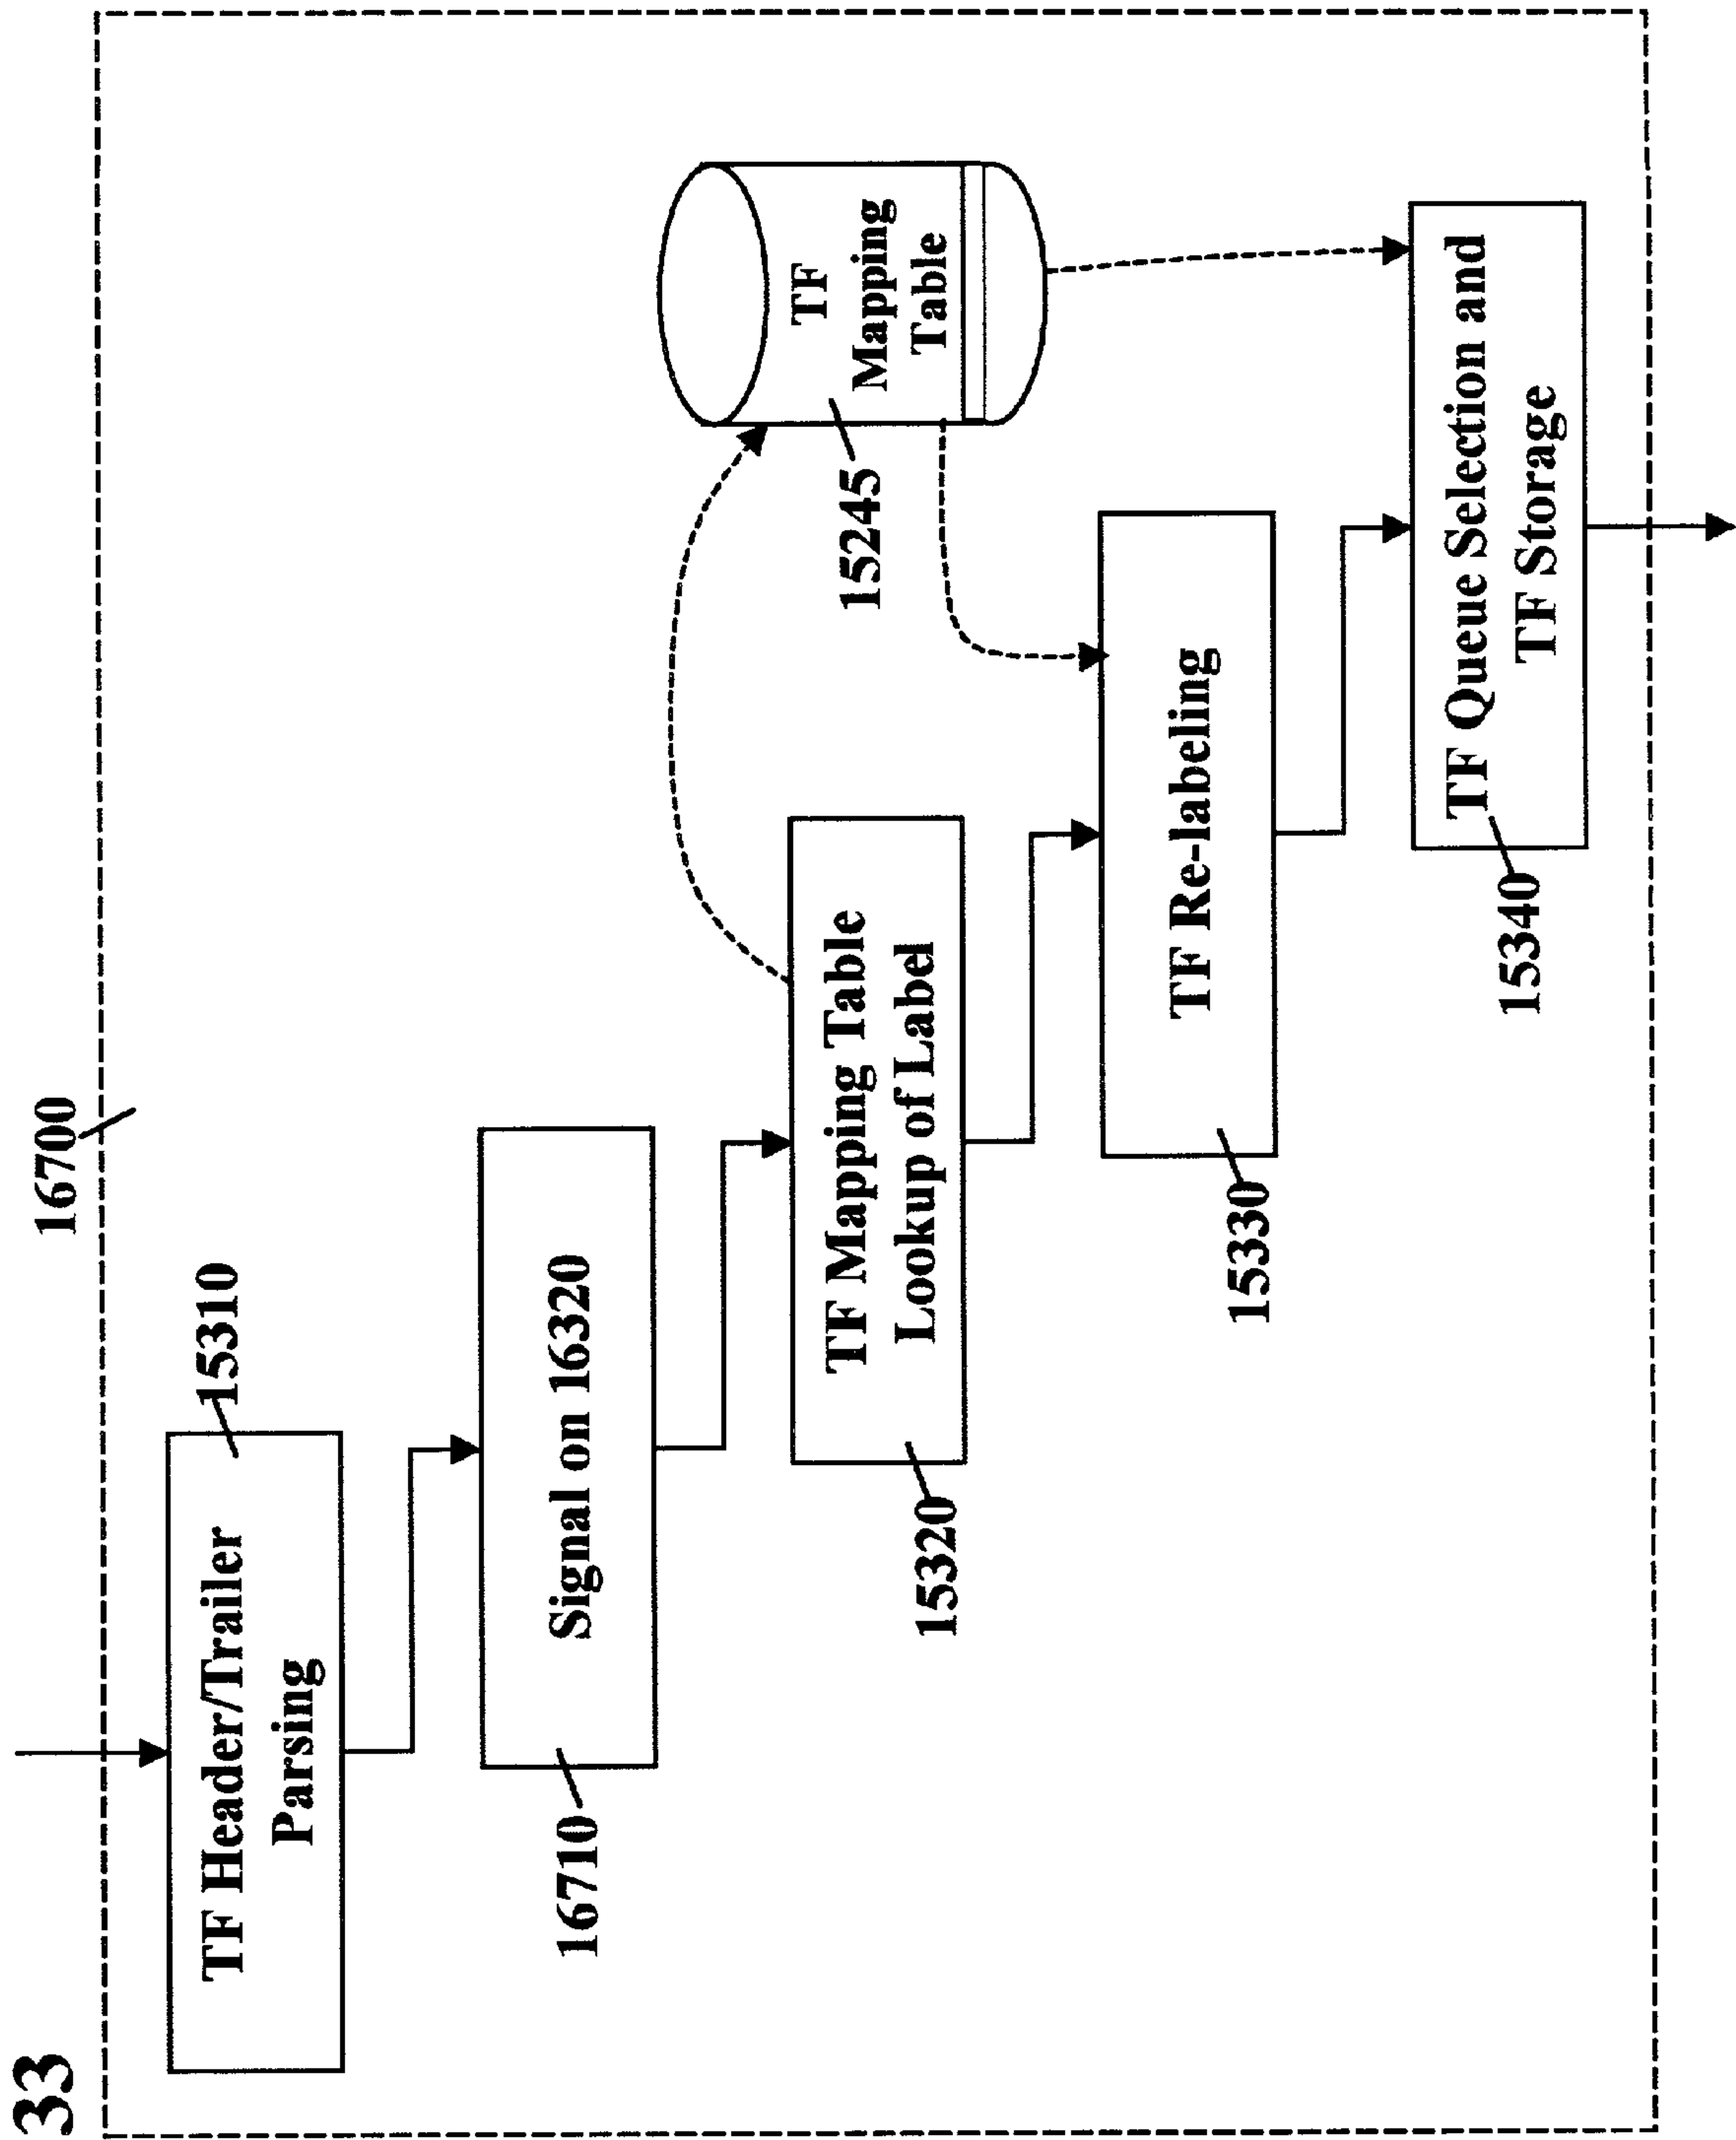 33
16700
TF Header/Trailer
Parsing
15310
Signal on 16320
16710
TF Mapping Table
Lookup of Label
15320
TF
Mapping
Table
15245
TF Re-labeling
15330
TF Queue Selection and
TF Storage
15340